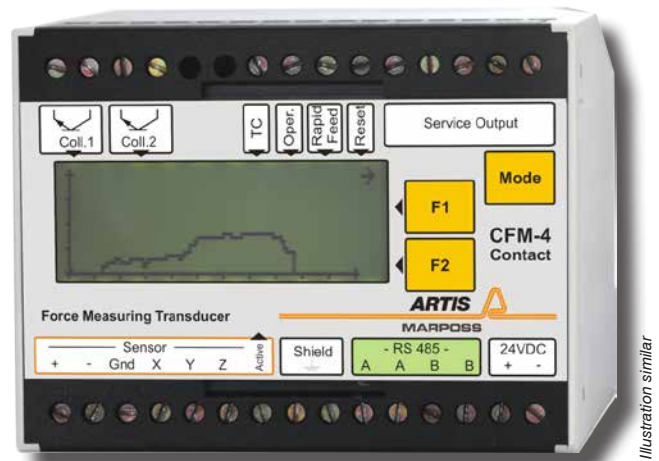 Coll.1 Coll.2 TC Oper. Rapid Feed Reset Service Output
Mode
F1
CFM-4
Contact
F2
ARTIS
MARPOSS
Force Measuring Transducer
Sensor
+ - Gnd X Y Z Active
Shield
- RS 485 -
A A B B
24VDC
+ -
Illustration similar